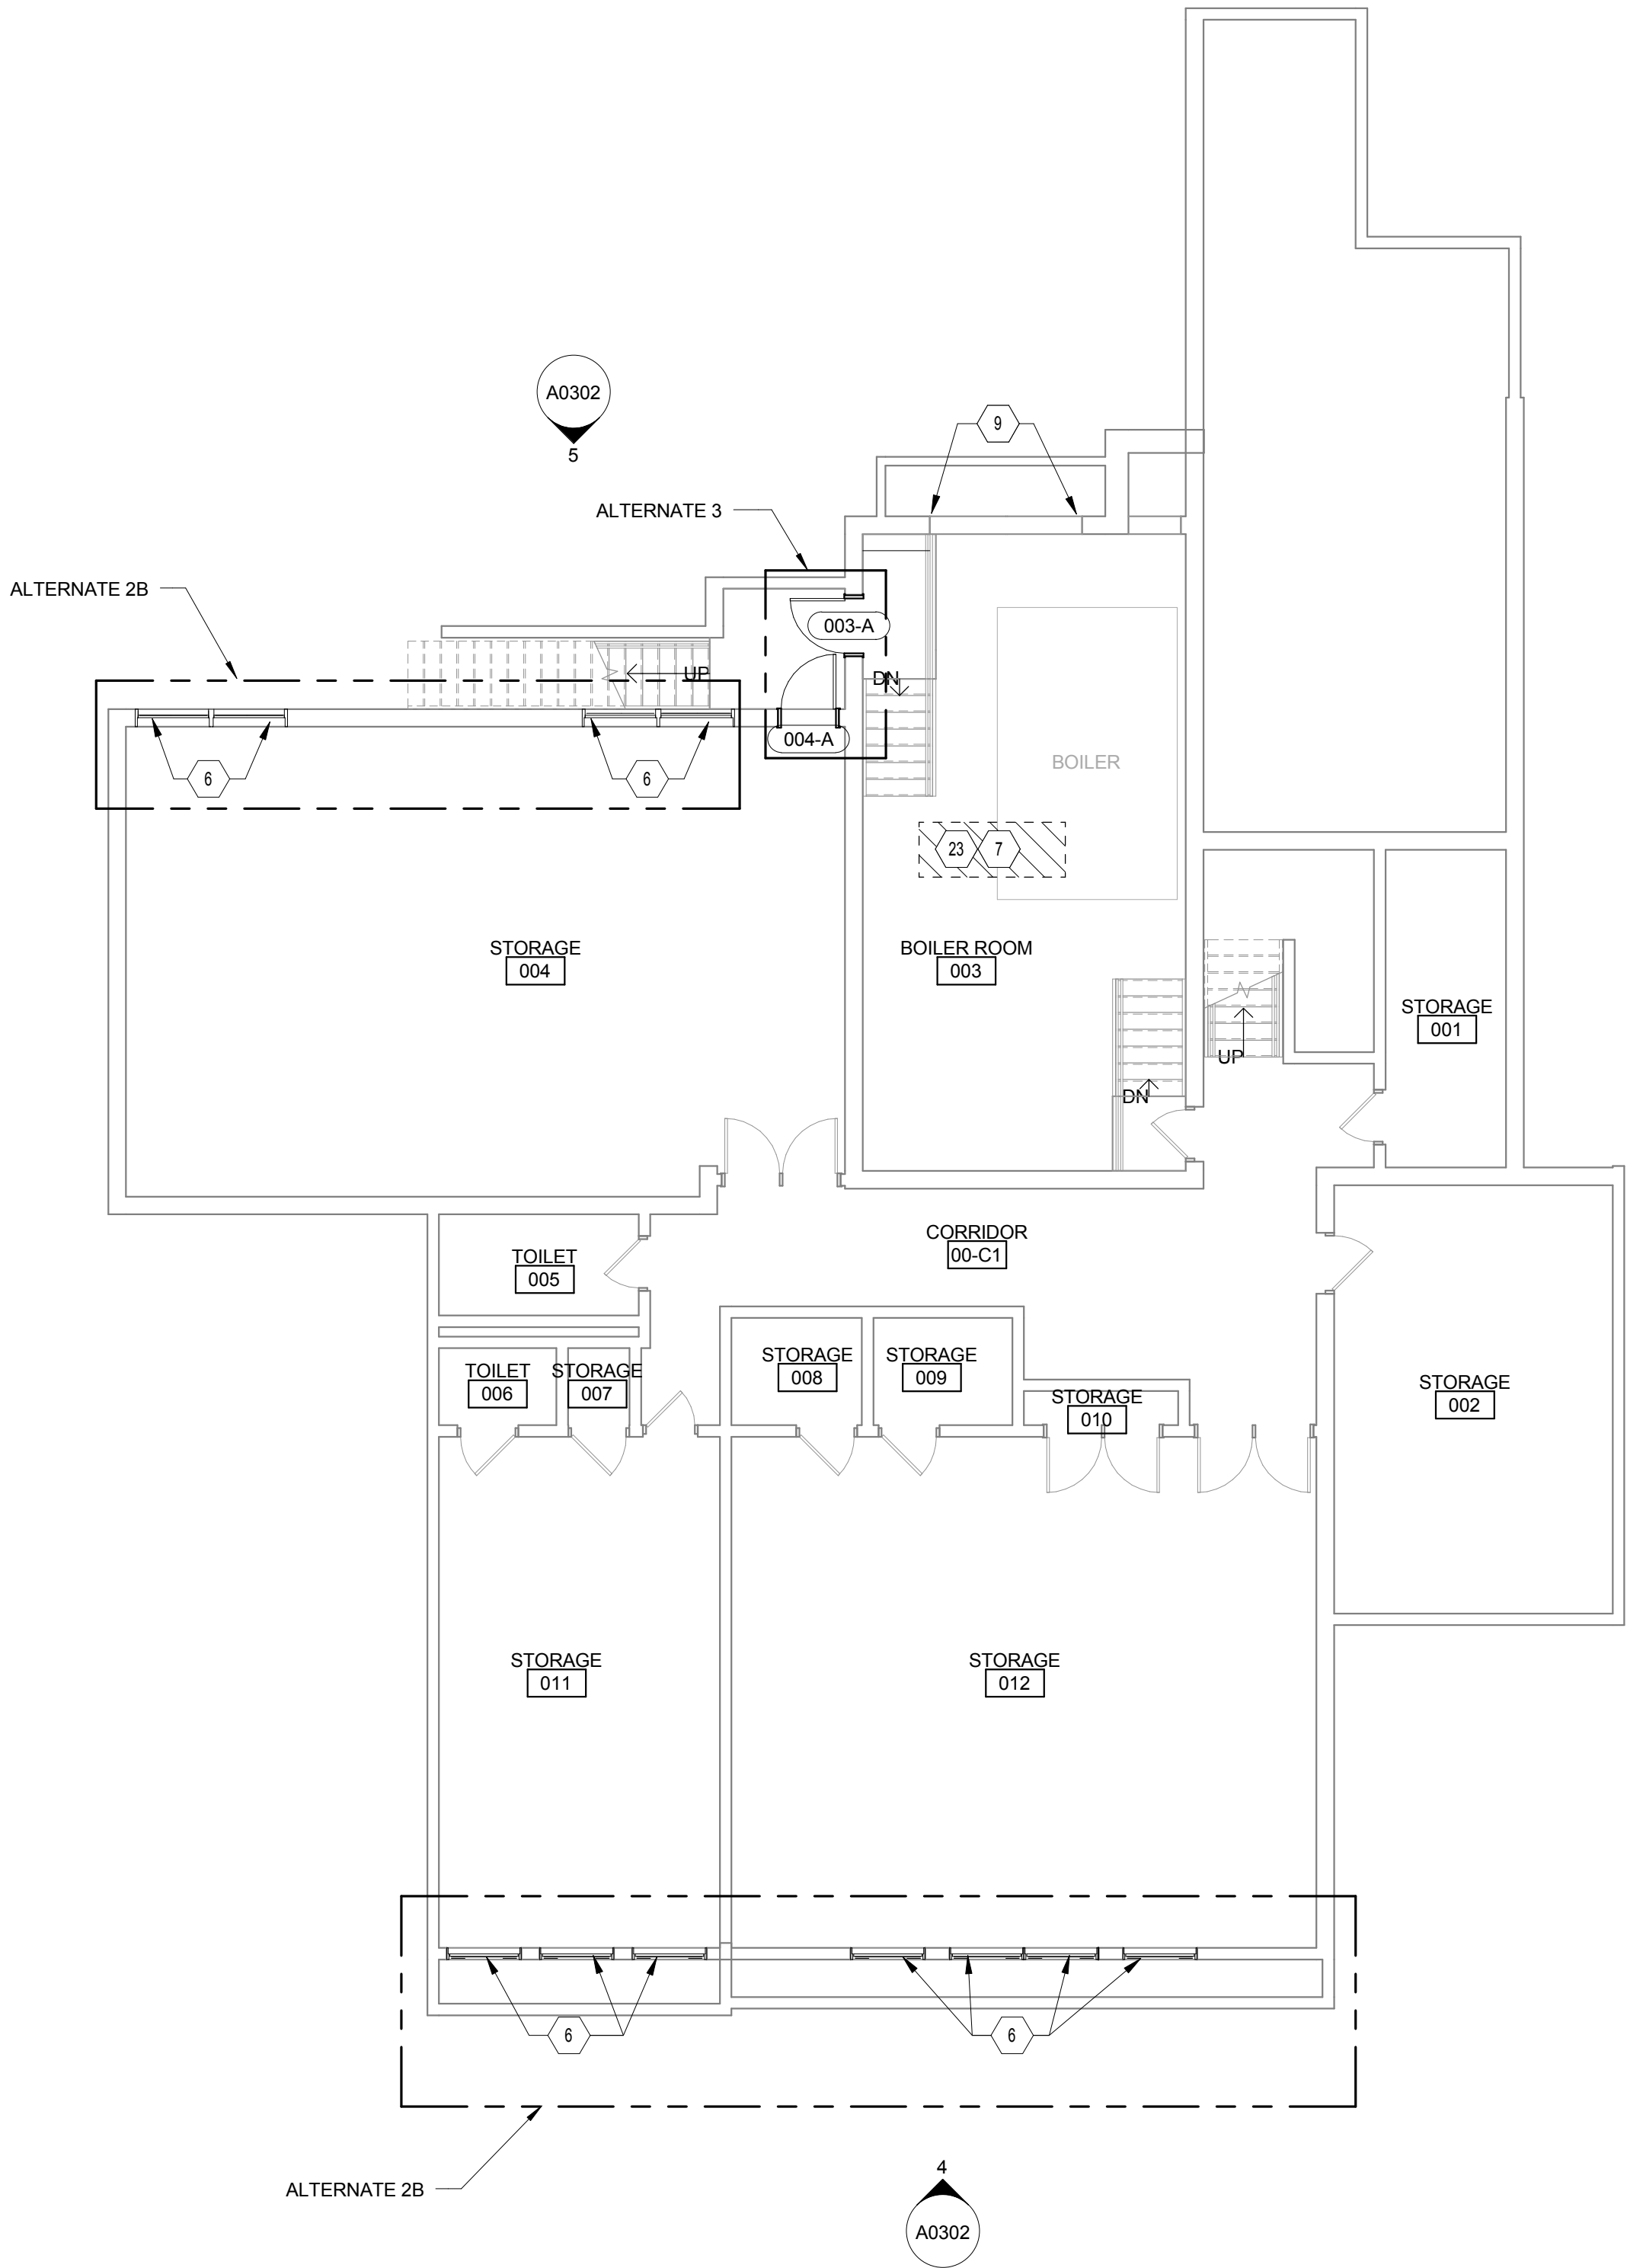 A0302
5
9
ALTERNATE 3
ALTERNATE 2B
003-A
UP
DN
004-A
6
6
BOILER
23
7
STORAGE
004
BOILER ROOM
003
STORAGE
001
UP
DN
CORRIDOR
00-C1
TOILET
005
TOILET
006
STORAGE
007
STORAGE
008
STORAGE
009
STORAGE
010
STORAGE
002
STORAGE
011
STORAGE
012
6
6
ALTERNATE 2B
4
A0302